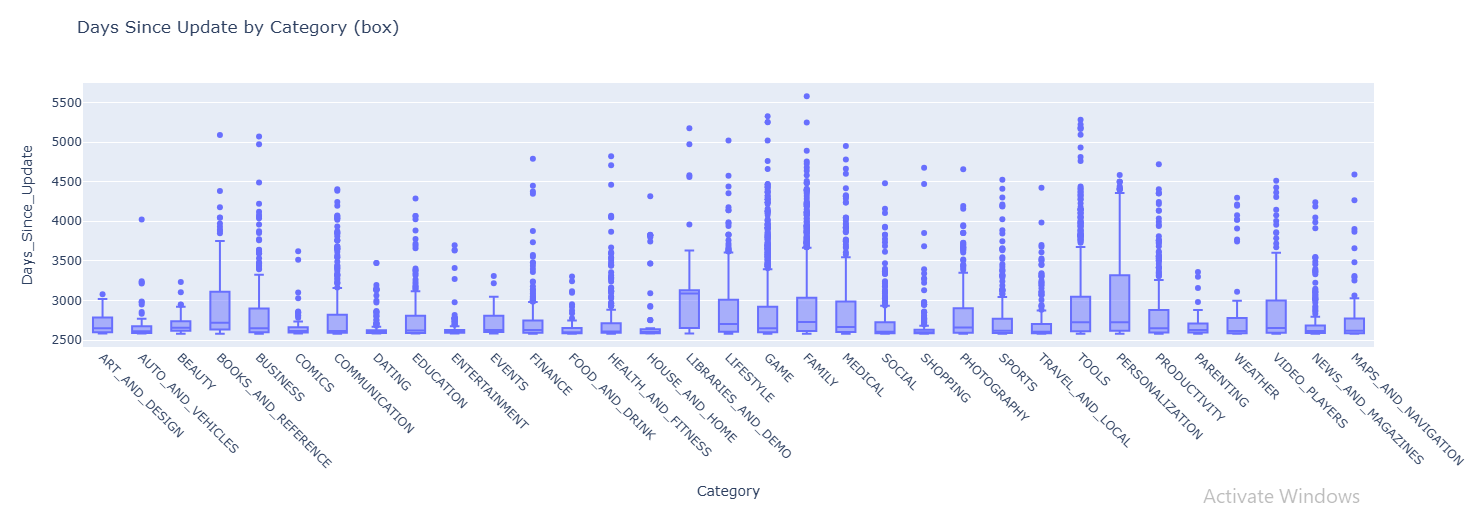 Days Since Update by Category (box)
Days_Since_Update
5500
5000
4500
4000
3500
3000
2500
ART_AND_DESIGN
AUTO_AND_VEHICLES
BEAUTY
BOOKS_AND_REFERENCE
BUSINESS
COMICS
COMMUNICATION
DATING
EDUCATION
ENTERTAINMENT
EVENTS
FINANCE
FOOD_AND_DRINK
HEALTH_AND_FITNESS
HOUSE_AND_HOME
LIBRARIES_AND_DEMO
LIFESTYLE
GAME
FAMILY
MEDICAL
SOCIAL
SHOPPING
PHOTOGRAPHY
SPORTS
TRAVEL_AND_LOCAL
TOOLS
PERSONALIZATION
PRODUCTIVITY
PARENTING
WEATHER
VIDEO_PLAYERS
NEWS_AND_MAGAZINES
MAPS_AND_NAVIGATION
Category
Activate Windows